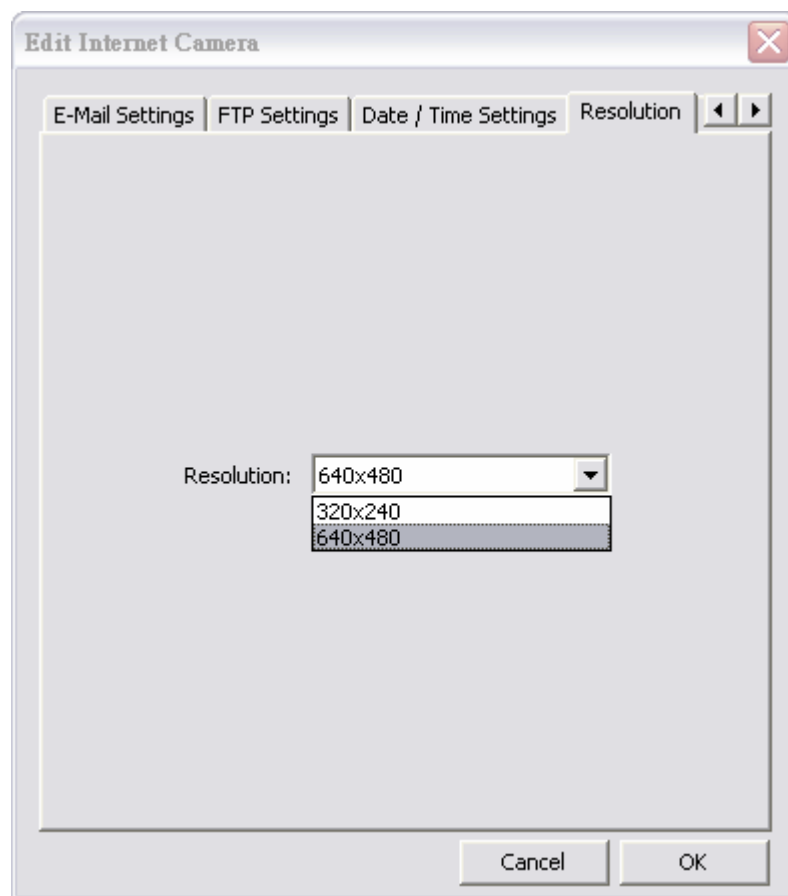 Edit Internet Camera
E-Mail Settings FTP Settings Date / Time Settings Resolution
Resolution: 640x480
320x240
640x480
Cancel OK